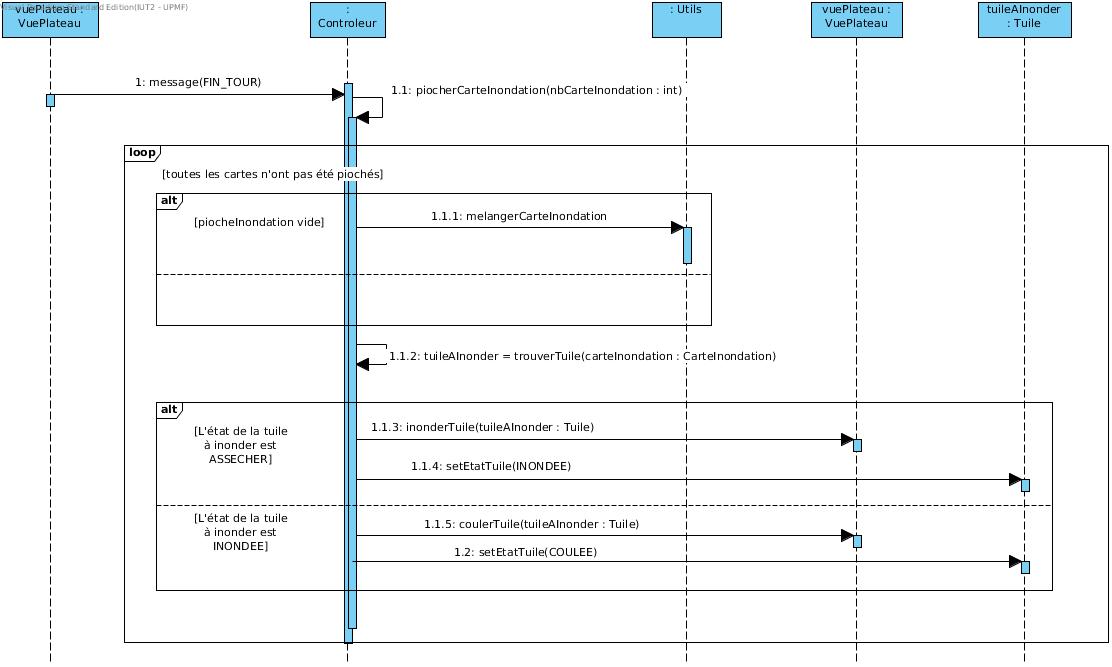 Standard Edition(IUT2 - UPMF)
vuePlateau :
VuePlateau
:
Controleur
: Utils
vuePlateau :
VuePlateau
tuileAInonder
: Tuile
1: message(FIN_TOUR)
1.1: piocherCarteInondation(nbCarteInondation : int)
loop
[toutes les cartes n'ont pas été piochés]
alt
[piocheInondation vide]
1.1.1: melangerCarteInondation
1.1.2: tuileAInonder = trouverTuile(carteInondation : CarteInondation)
alt
[L'état de la tuile
à inonder est
ASSECHER]
1.1.3: inonderTuile(tuileAInonder : Tuile)
1.1.4: setEtatTuile(INONDEE)
[L'état de la tuile
à inonder est
INONDEE]
1.1.5: coulerTuile(tuileAInonder : Tuile)
1.2: setEtatTuile(COULEE)